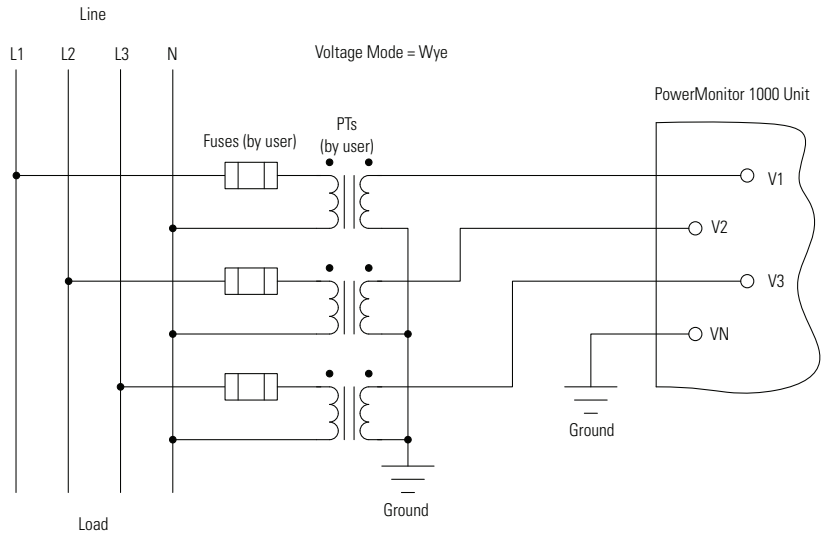 Line
L1
L2
L3
N
Voltage Mode = Wye
PowerMonitor 1000 Unit
Fuses (by user)
PTs
(by user)
V1
V2
V3
VN
Ground
Ground
Load